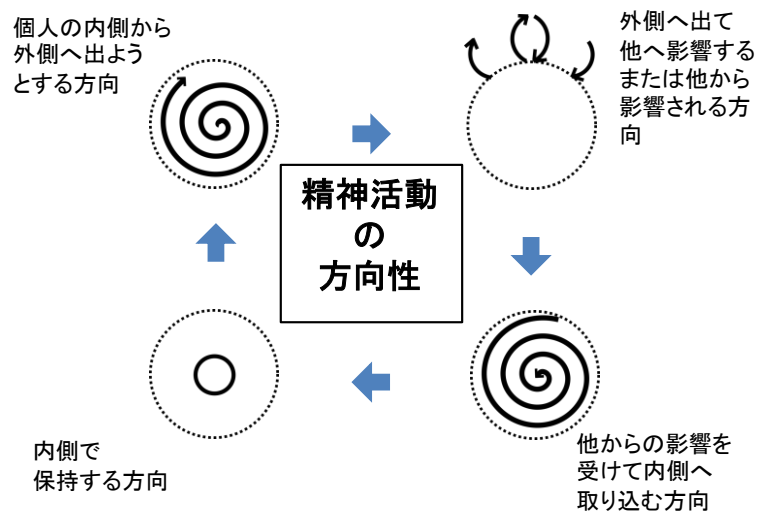 個人の内側から
外側へ出よう
とする方向
外側へ出て
他へ影響する
または他から
影響される方
向
精神活動
の
方向性
内側で
保持する方向
他からの影響を
受けて内側へ
取り込む方向